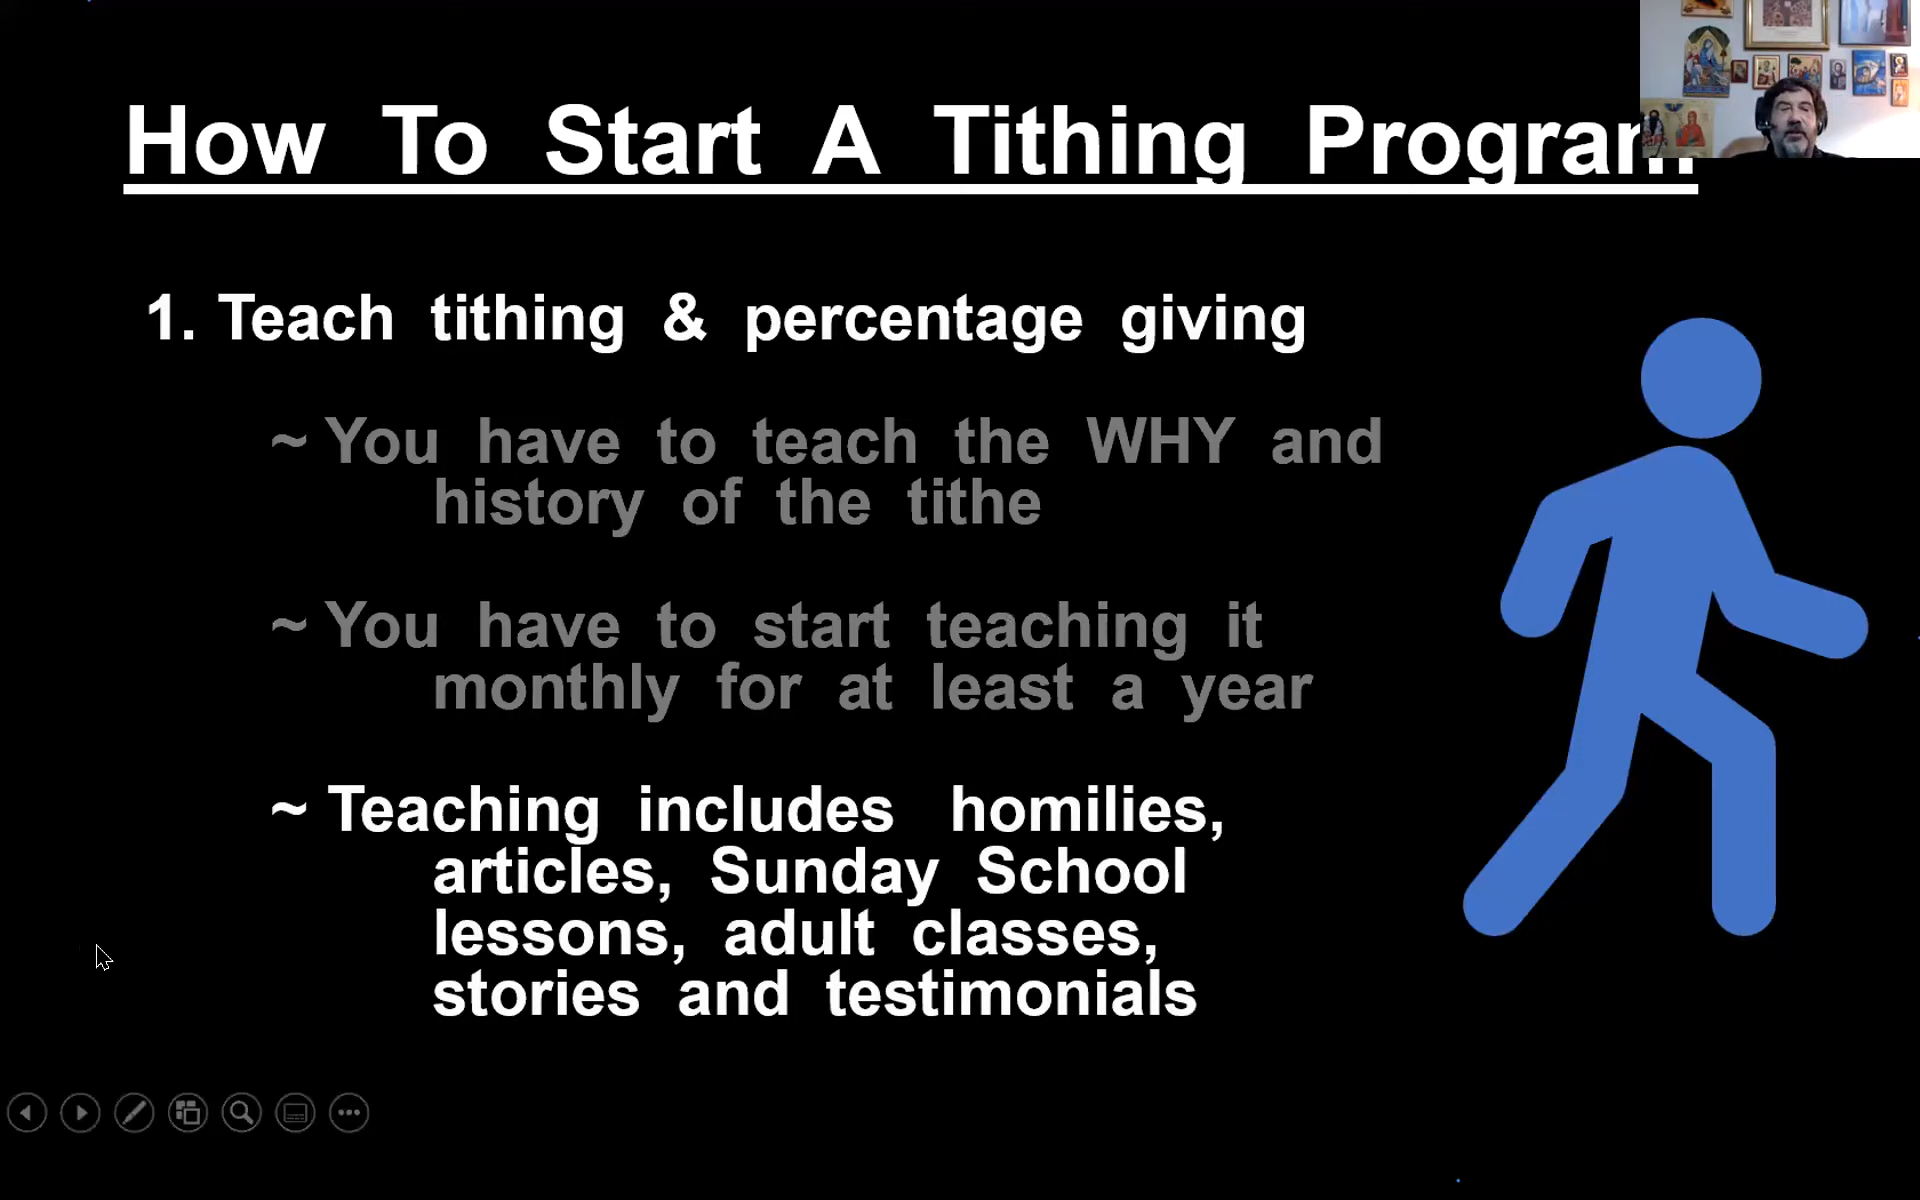 How To Start A Tithing Program
1. Teach tithing & percentage giving
~ You have to teach the WHY and
history of the tithe
~ You have to start teaching it
monthly for at least a year
~ Teaching includes homilies,
articles, Sunday School
lessons, adult classes,
stories and testimonials